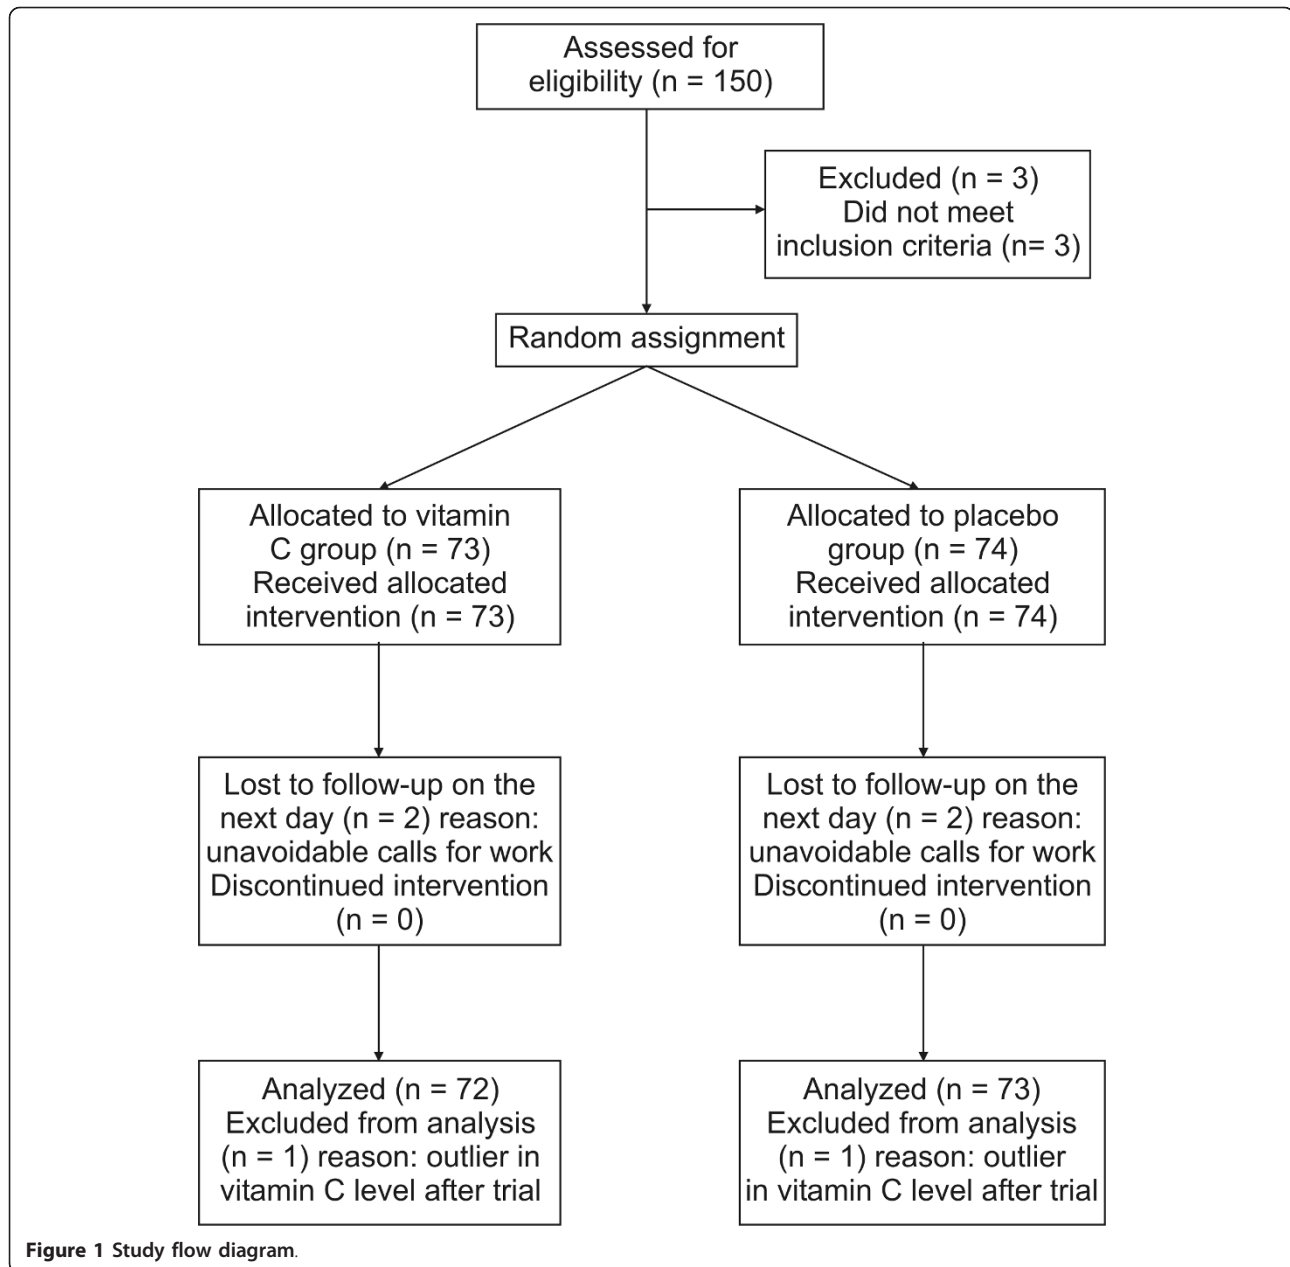 Assessed for
eligibility (n = 150)
Excluded (n = 3)
Did not meet
inclusion criteria (n= 3)
Random assignment
Allocated to vitamin
C group (n = 73)
Received allocated
intervention (n = 73)
Allocated to placebo
group (n = 74)
Received allocated
intervention (n = 74)
Lost to follow-up on the
next day (n = 2) reason:
unavoidable calls for work
Discontinued intervention
(n = 0)
Lost to follow-up on the
next day (n = 2) reason:
unavoidable calls for work
Discontinued intervention
(n = 0)
Analyzed (n = 72)
Excluded from analysis
(n = 1) reason: outlier in
vitamin C level after trial
Analyzed (n = 73)
Excluded from analysis
(n = 1) reason: outlier
in vitamin C level after trial
Figure 1 Study flow diagram.